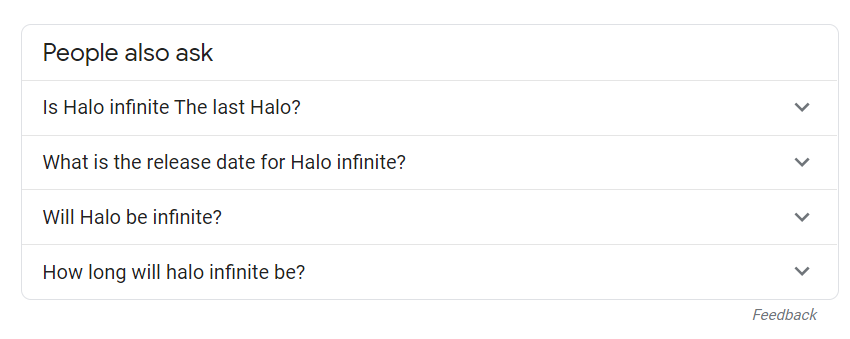 People also ask
Is Halo infinite The last Halo?
What is the release date for Halo infinite?
Will Halo be infinite?
How long will halo infinite be?
Feedback